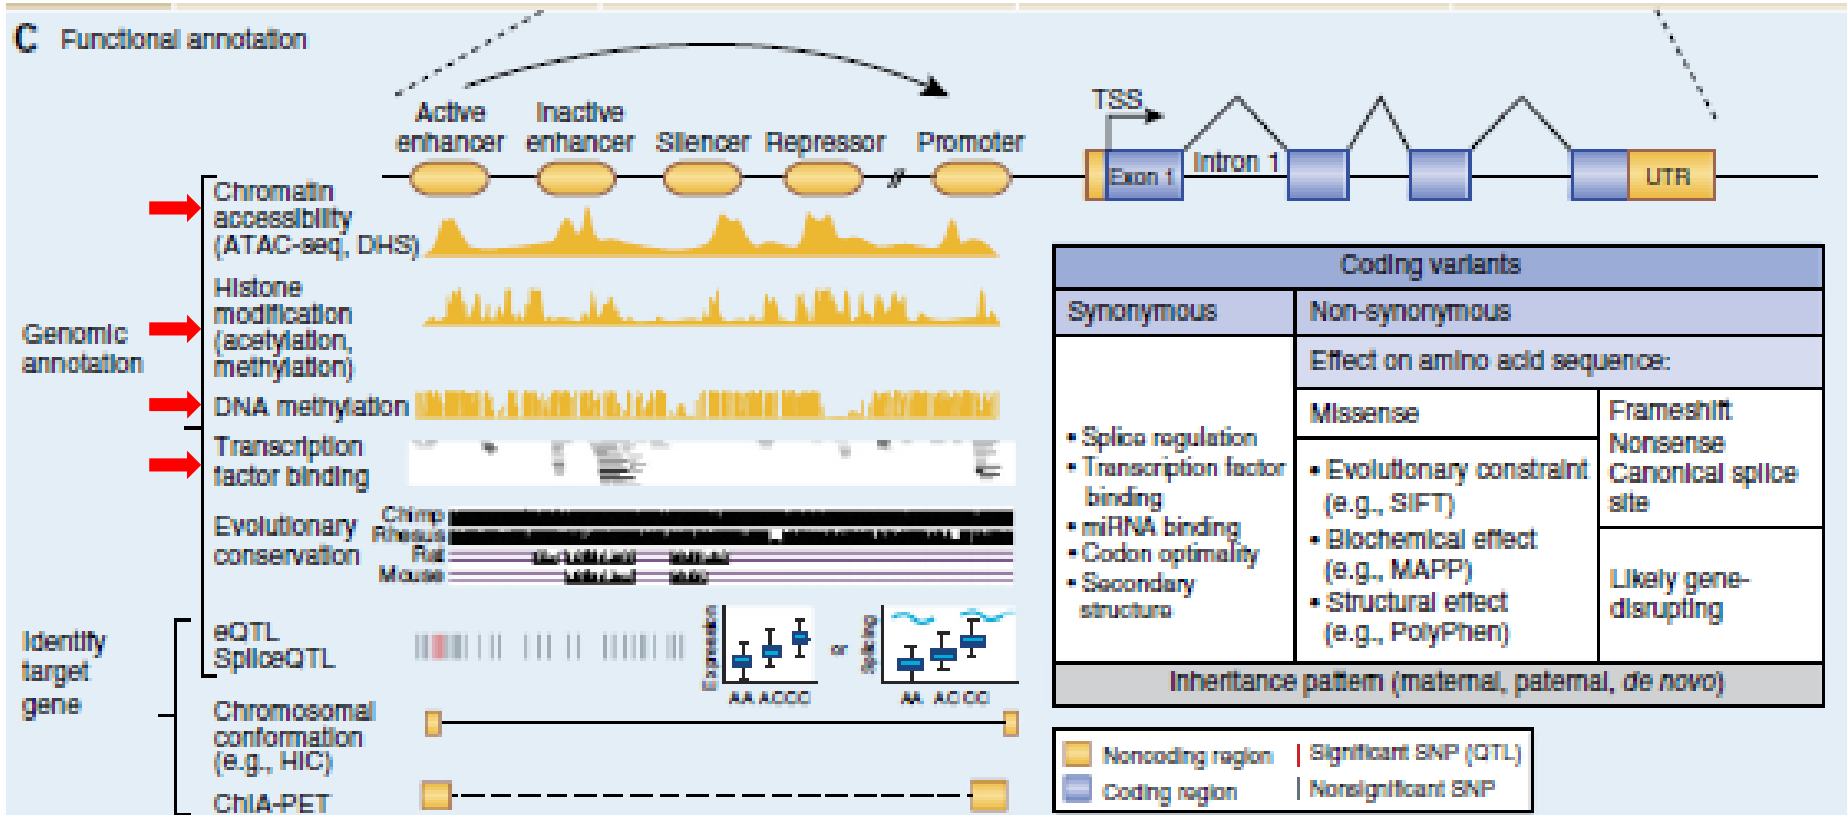 C Functional annotation
Active
enhancer
Inactive
enhancer
Silencer
Repressor
Promoter
TSS
Exon 1
Intron 1
UTR
Genomic
annotation
Chromatin
accessibility
(ATAC-seq, DHS)
Histone
modification
(acetylation,
methylation)
DNA methylation
Transcription
factor binding
Evolutionary
conservation
Chimp
Rhesus
Rat
Mouse
Identify
target
gene
eQTL
SpliceQTL
Expression
AA ACCC
or
Splicing
AA AC CC
Chromosomal
conformation
(e.g., HIC)
ChIA-PET
Coding variants
Synonymous
Non-synonymous
Effect on amino acid sequence:
• Splice regulation
• Transcription factor
binding
• miRNA binding
• Codon optimality
• Secondary
structure
Missense
• Evolutionary constraint
(e.g., SIFT)
• Biochemical effect
(e.g., MAPP)
• Structural effect
(e.g., PolyPhen)
Frameshift
Nonsense
Canonical splice
site
Likely gene-
disrupting
Inheritance pattern (maternal, paternal, de novo)
Noncoding region
Significant SNP (QTL)
Coding region
Nonsignificant SNP